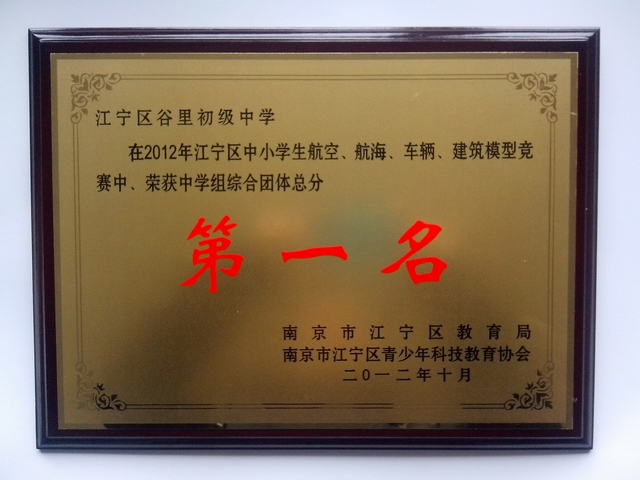 江宁区谷里初级中学
在2012年江宁区中小学生航空、航海、车辆、建筑模型竞
赛中、荣获中学组综合团体总分
第一名
南京市江宁区教育局
南京市江宁区青少年科技教育协会
二〇一二年十月